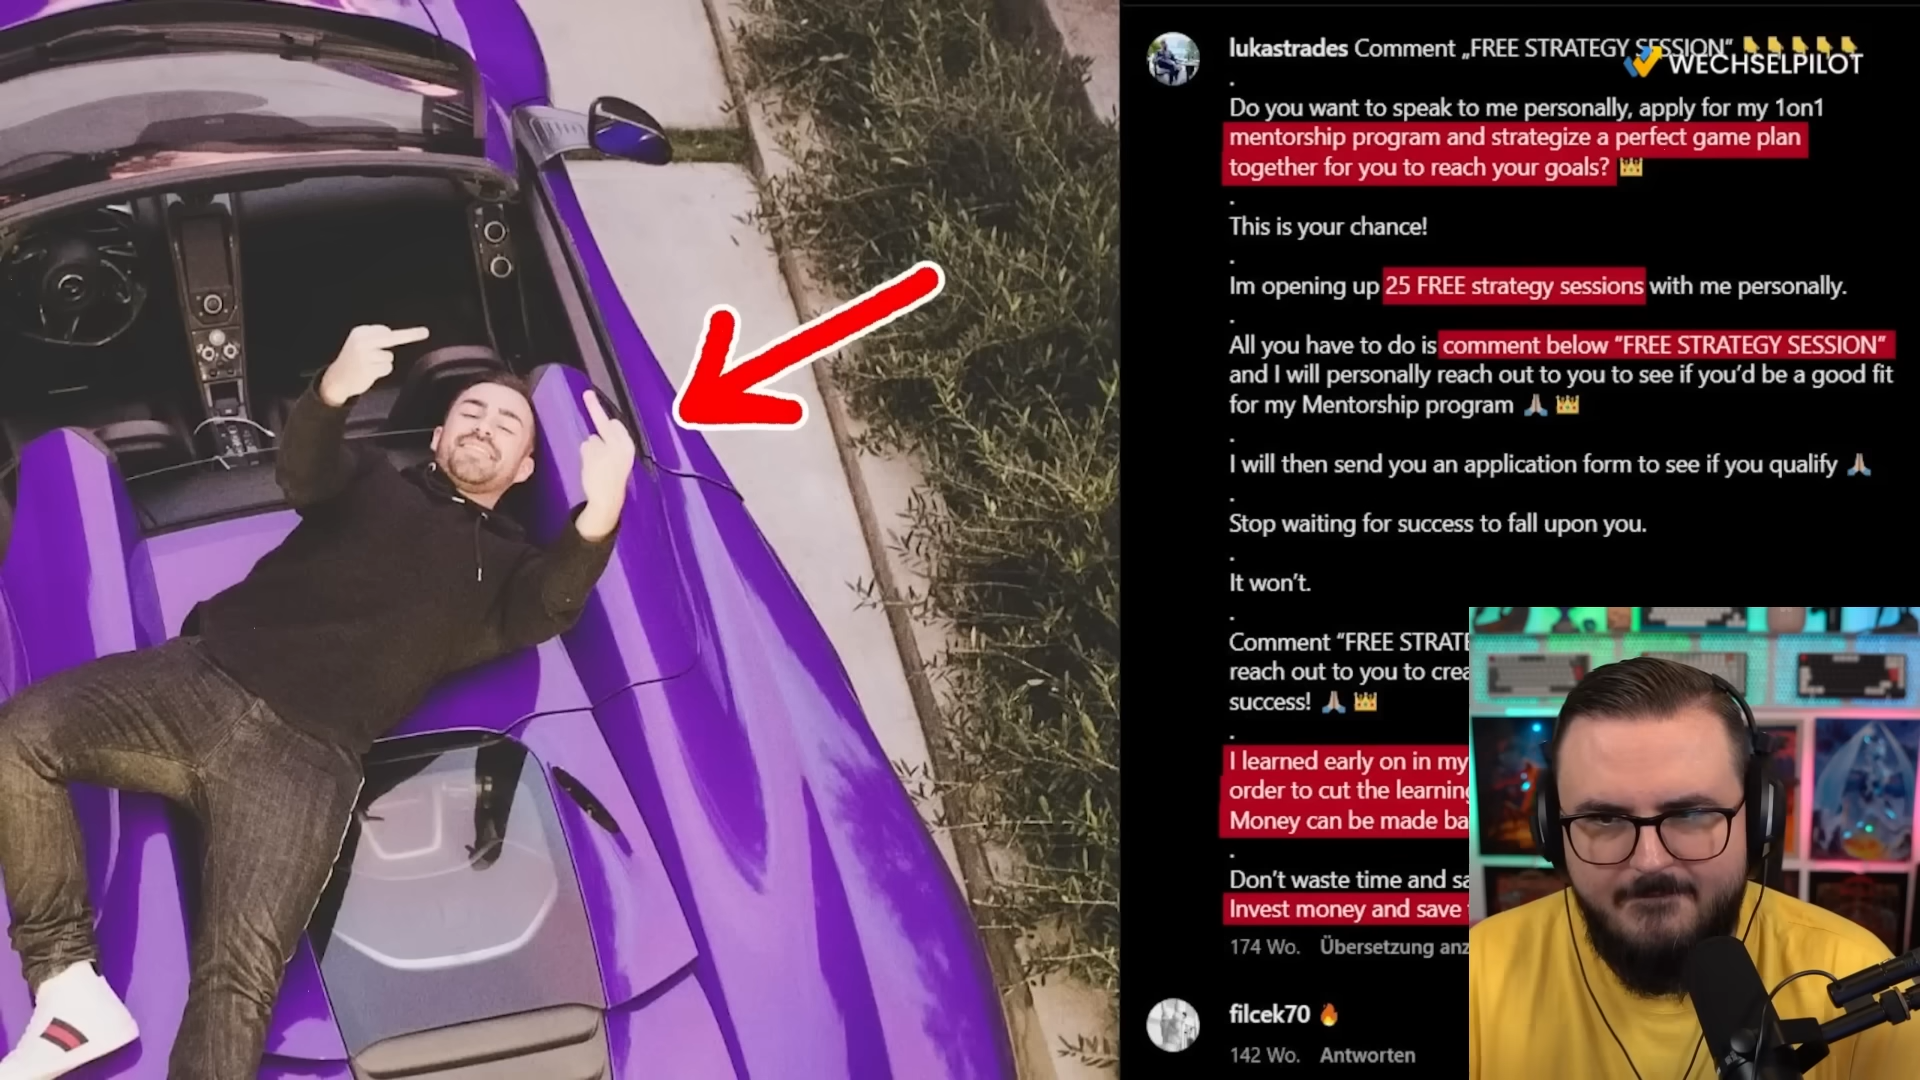 lukastrades Comment „FREE STRATEGY SESSION“ 👇👇👇👇👇
WECHSELPILOT
.
Do you want to speak to me personally, apply for my 1on1
mentorship program and strategize a perfect game plan
together for you to reach your goals? 👑
.
This is your chance!
.
Im opening up 25 FREE strategy sessions with me personally.
.
All you have to do is comment below “FREE STRATEGY SESSION”
and I will personally reach out to you to see if you’d be a good fit
for my Mentorship program 🙏🏼 👑
.
I will then send you an application form to see if you qualify 🙏🏼
.
Stop waiting for success to fall upon you.
.
It won’t.
.
Comment “FREE STRATE
reach out to you to crea
success! 🙏🏼 👑
.
I learned early on in my
order to cut the learning
Money can be made ba
.
Don’t waste time and sa
Invest money and save
174 Wo. Übersetzung anz
filcek70 🔥
142 Wo. Antworten